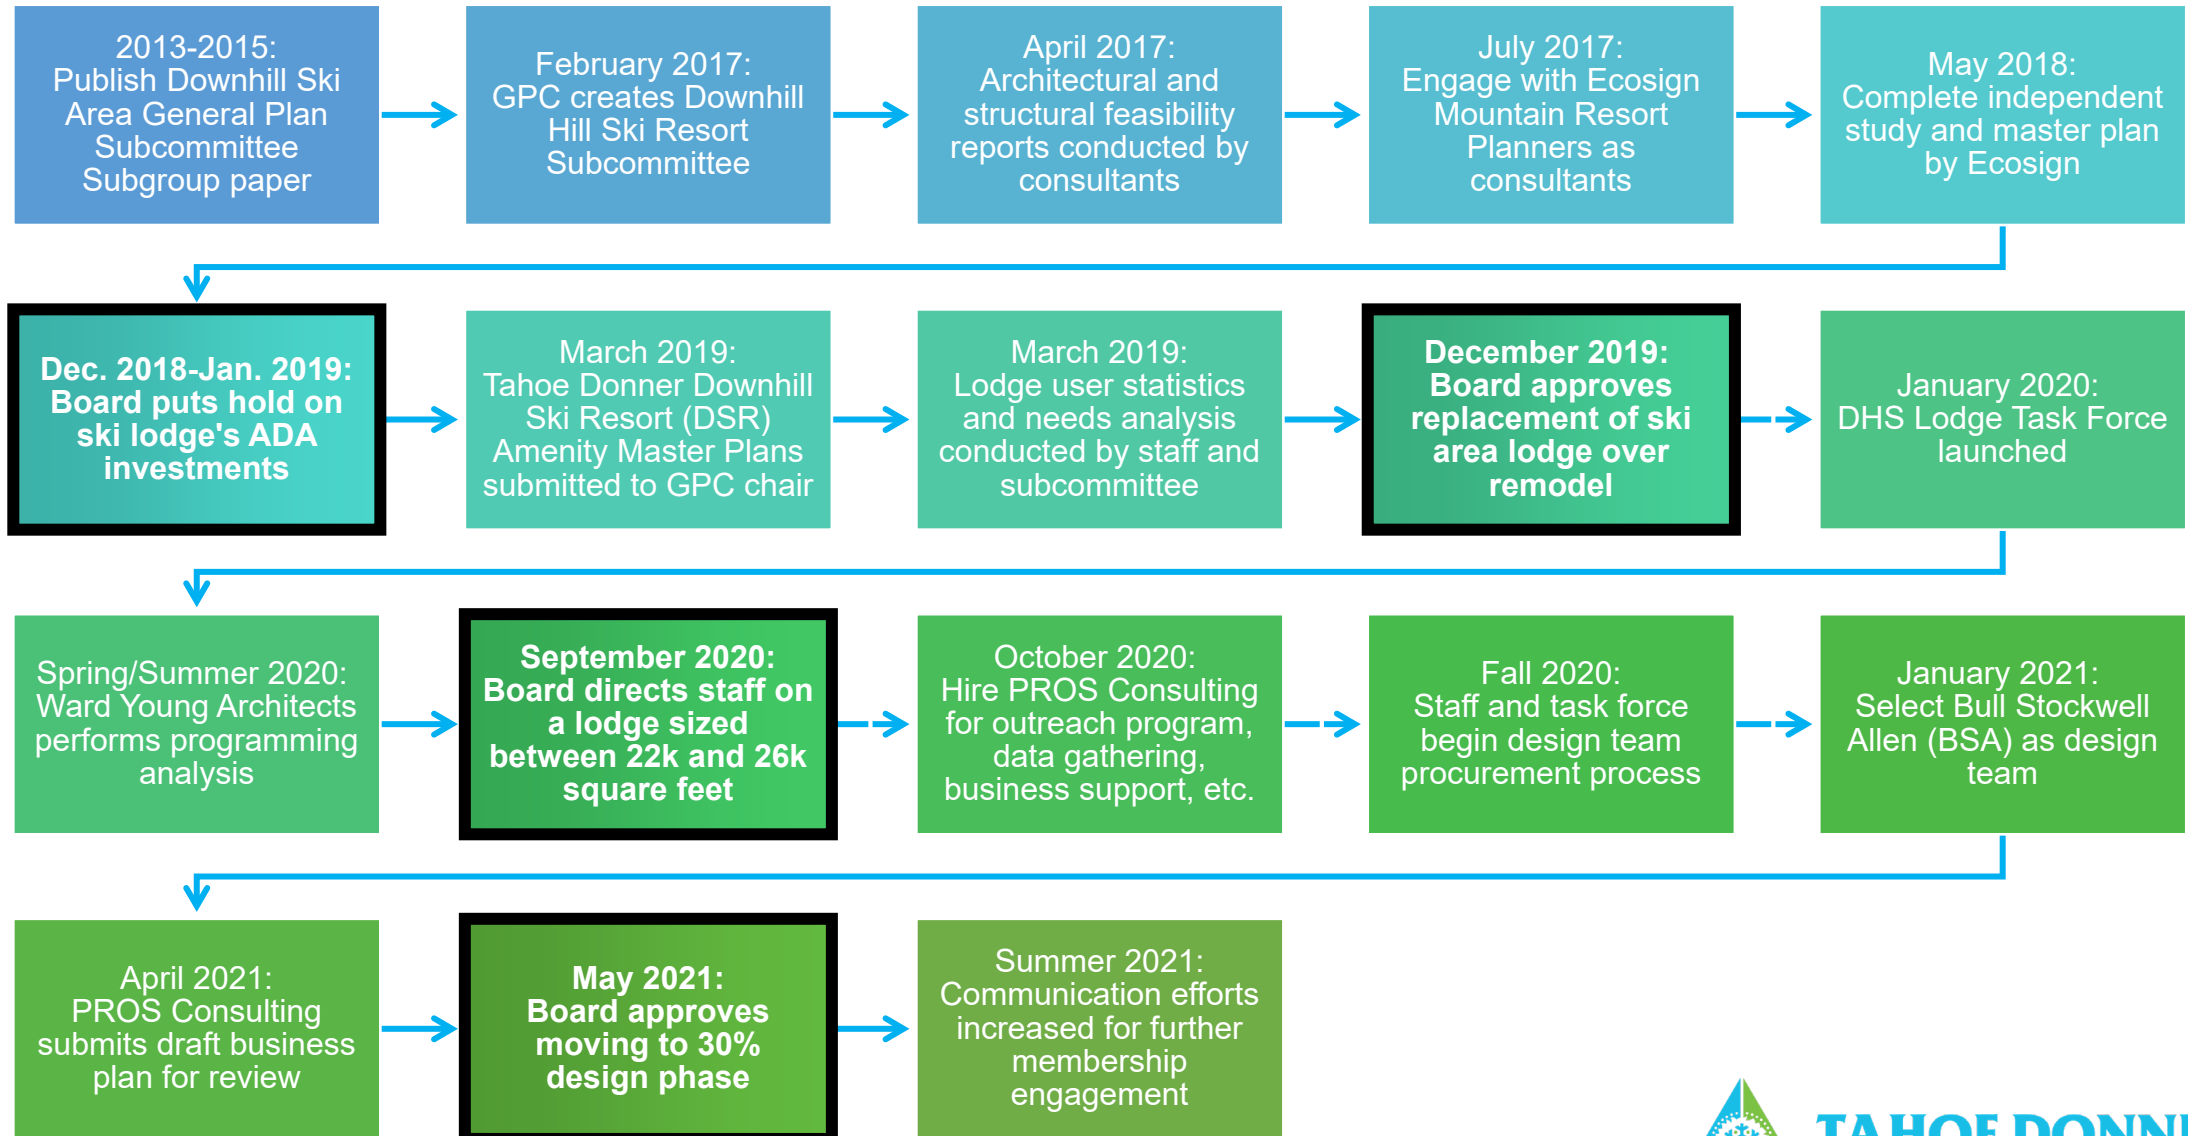 2013-2015:
Publish Downhill Ski
Area General Plan
Subcommittee
Subgroup paper
February 2017:
GPC creates Downhill
Hill Ski Resort
Subcommittee
April 2017:
Architectural and
structural feasibility
reports conducted by
consultants
July 2017:
Engage with Ecosign
Mountain Resort
Planners as
consultants
May 2018:
Complete independent
study and master plan
by Ecosign
Dec. 2018-Jan. 2019:
Board puts hold on
ski lodge's ADA
investments
March 2019:
Tahoe Donner Downhill
Ski Resort (DSR)
Amenity Master Plans
submitted to GPC chair
March 2019:
Lodge user statistics
and needs analysis
conducted by staff and
subcommittee
December 2019:
Board approves
replacement of ski
area lodge over
remodel
January 2020:
DHS Lodge Task Force
launched
Spring/Summer 2020:
Ward Young Architects
performs programming
analysis
September 2020:
Board directs staff on
a lodge sized
between 22k and 26k
square feet
October 2020:
Hire PROS Consulting
for outreach program,
data gathering,
business support, etc.
Fall 2020:
Staff and task force
begin design team
procurement process
January 2021:
Select Bull Stockwell
Allen (BSA) as design
team
April 2021:
PROS Consulting
submits draft business
plan for review
May 2021:
Board approves
moving to 30%
design phase
Summer 2021:
Communication efforts
increased for further
membership
engagement
TAHOE